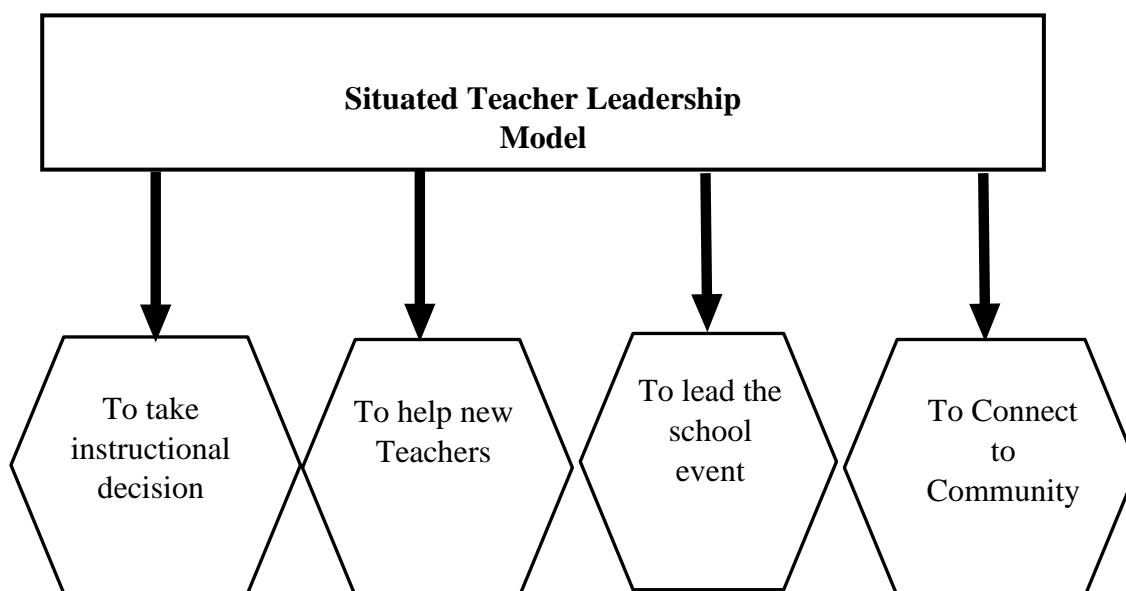 Situated Teacher Leadership
Model
To take
instructional
decision
To help new
Teachers
To lead the
school
event
To Connect
to
Community